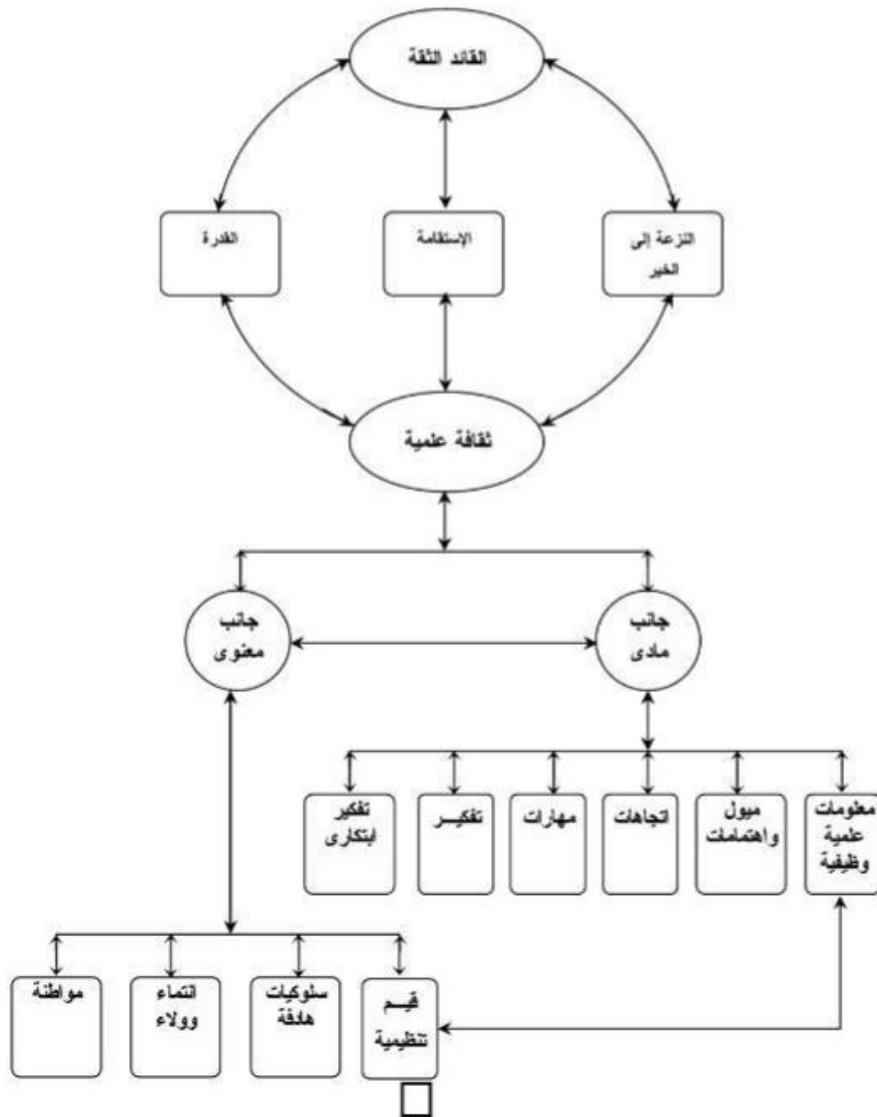 القائد الثقة
النزعة إلى
الخير
الإستقامة
القدرة
ثقافة علمية
جانب
مادى
جانب
معنوى
معلومات
علمية
وظيفية
ميول
واهتمامات
اتجاهات
مهارات
تفكيـــر
تفكير
ابتكارى
قيـــم
تنظيمية
سلوكيات
هادفة
انتماء
وولاء
مواطنة